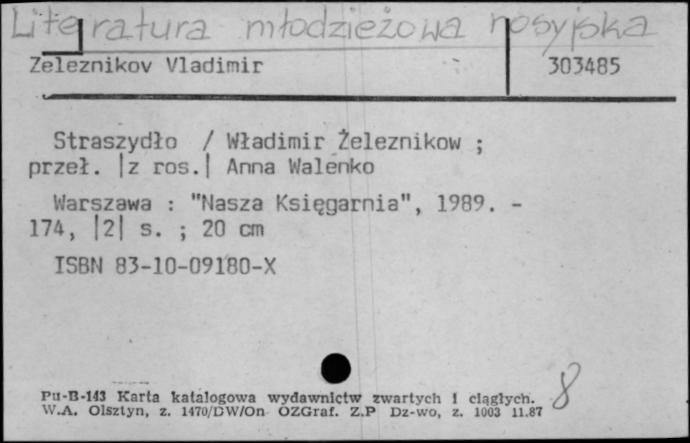 Literatura młodzieżowa rosyjska
Zeleznikov Vladimir 303485
Straszydło / Władimir Żeleznikow ;
przeł. |z ros.| Anna Walenko
Warszawa : "Nasza Księgarnia", 1989. -
174, |2| s. ; 20 cm
ISBN 83-10-09180-X
Pu-B-143 Karta katalogowa wydawnictw zwartych i ciągłych.
W.A. Olsztyn, z. 1470/DW/On OZGraf. Z.P Dz-wo, z. 1003 11.87
8